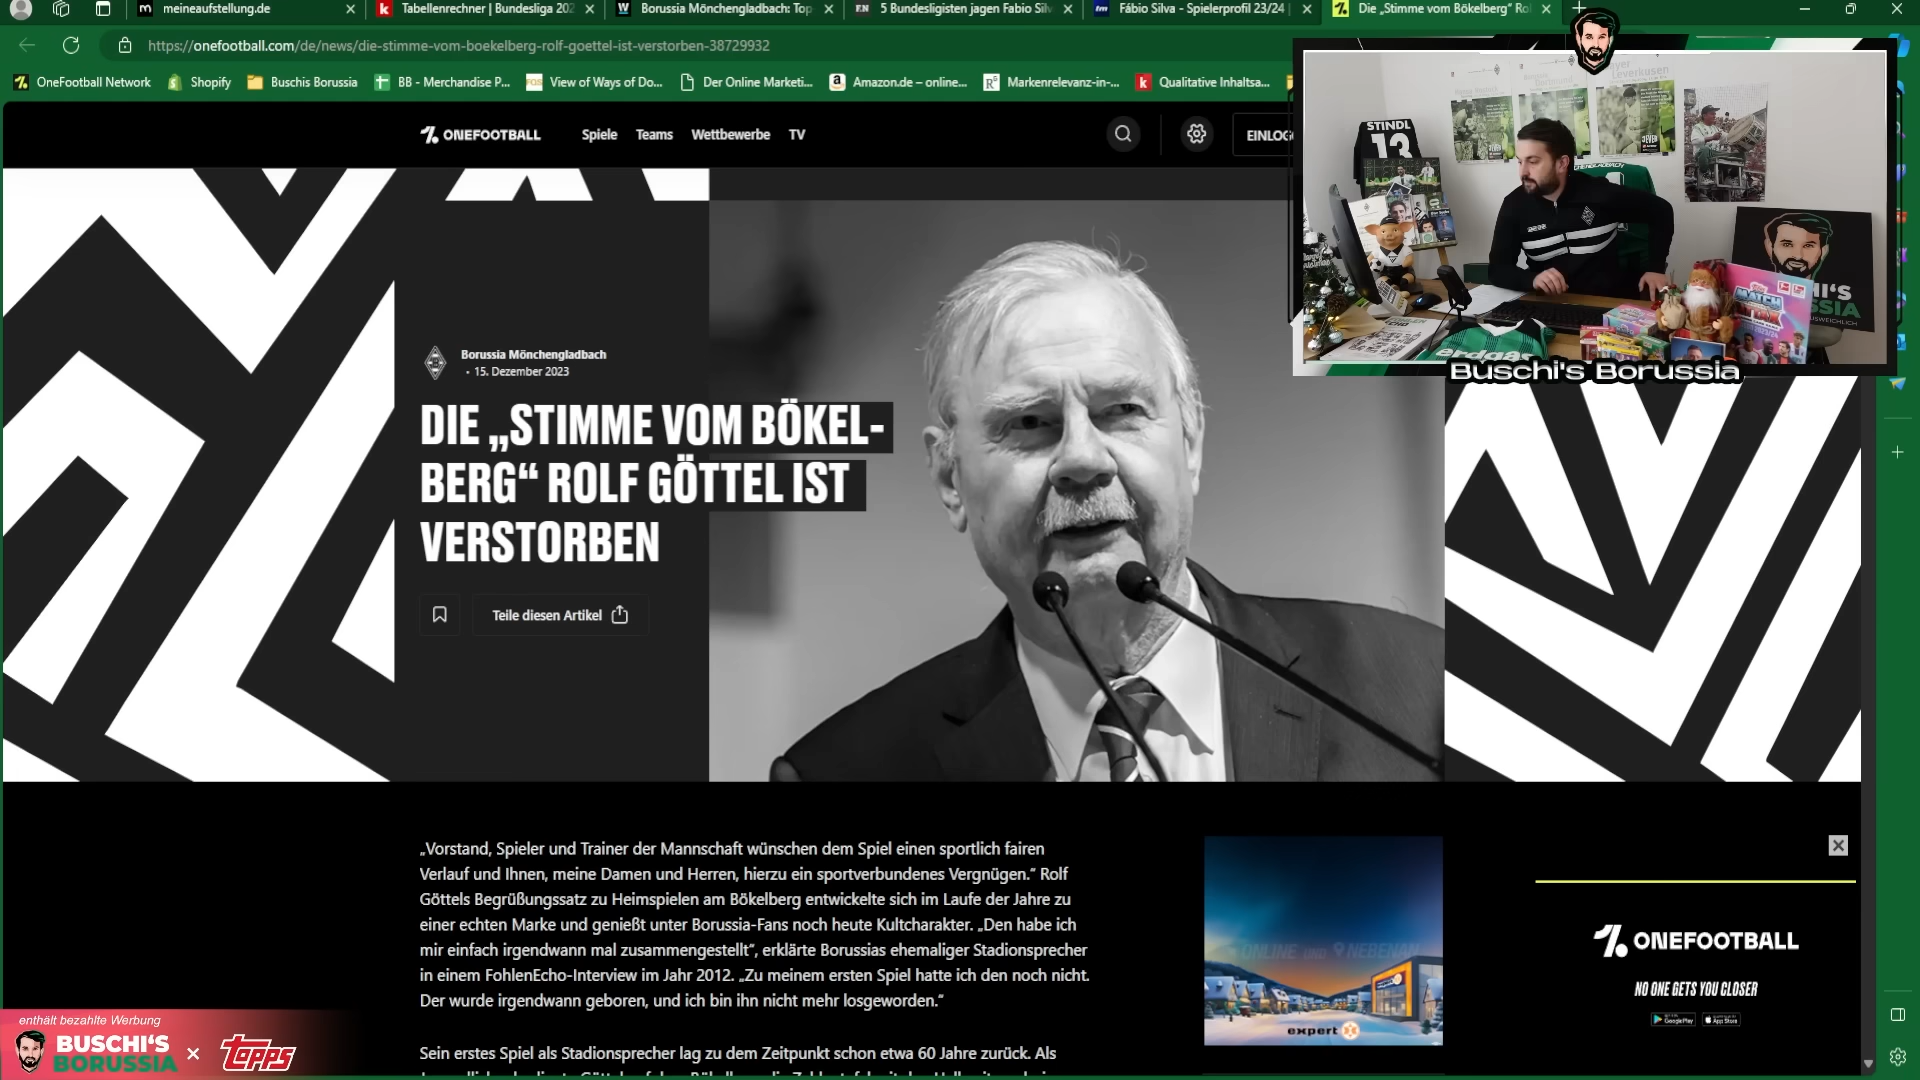 meineaufstellung.de
Tabellenrechner | Bundesliga 202
Borussia Mönchengladbach: Top-
5 Bundesligisten jagen Fabio Silv
Fábio Silva - Spielerprofil 23/24 |
Die „Stimme vom Bökelberg“ Ro
https://onefootball.com/de/news/die-stimme-vom-boekelberg-rolf-goettel-ist-verstorben-38729932
OneFootball Network
Shopify
Buschis Borussia
BB - Merchandise P...
View of Ways of Do...
Der Online Marketi...
Amazon.de – online...
Markenrelevanz-in-...
Qualitative Inhaltsa...
ONEFOOTBALL
Spiele
Teams
Wettbewerbe
TV
EINLOG
STINDL
13
Buschi's Borussia
Borussia Mönchengladbach
· 15. Dezember 2023
DIE „STIMME VOM BÖKEL-
BERG“ ROLF GÖTTEL IST
VERSTORBEN
Teile diesen Artikel
„Vorstand, Spieler und Trainer der Mannschaft wünschen dem Spiel einen sportlich fairen
Verlauf und Ihnen, meine Damen und Herren, hierzu ein sportverbundenes Vergnügen.“ Rolf
Göttels Begrüßungssatz zu Heimspielen am Bökelberg entwickelte sich im Laufe der Jahre zu
einer echten Marke und genießt unter Borussia-Fans noch heute Kultcharakter. „Den habe ich
mir einfach irgendwann mal zusammengestellt“, erklärte Borussias ehemaliger Stadionsprecher
in einem FohlenEcho-Interview im Jahr 2012. „Zu meinem ersten Spiel hatte ich den noch nicht.
Der wurde irgendwann geboren, und ich bin ihn nicht mehr losgeworden.“
Sein erstes Spiel als Stadionsprecher lag zu dem Zeitpunkt schon etwa 60 Jahre zurück. Als
ONLINE UND NEBENAN
expert
ONEFOOTBALL
NO ONE GETS YOU CLOSER
Google Play
App Store
enthält bezahlte Werbung
BUSCHI'S
BORUSSIA
×
topps